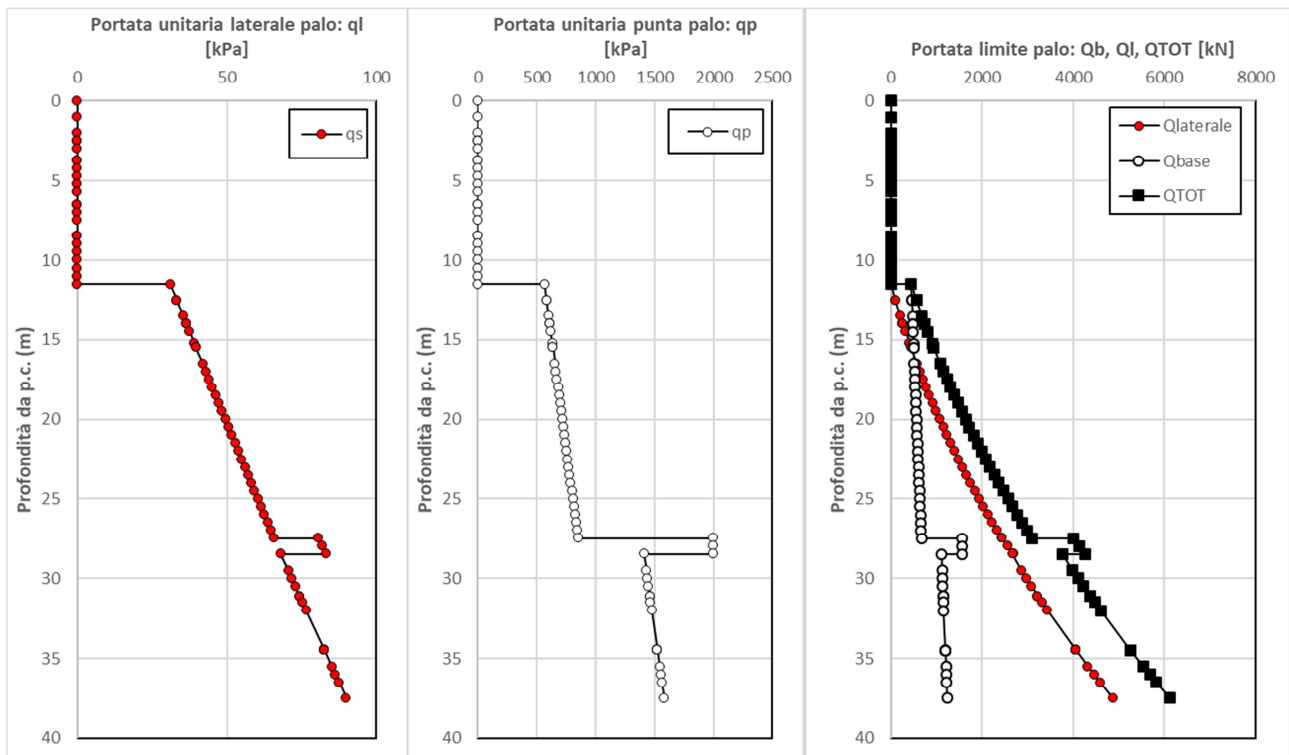 Portata unitaria laterale palo: ql
[kPa]
0 50 100
0
5
10
15
20
25
30
35
40
Profondità da p.c. (m)
qs
Portata unitaria punta palo: qp
[kPa]
0 500 1000 1500 2000 2500
0
5
10
15
20
25
30
35
40
Profondità da p.c. (m)
qp
Portata limite palo: Qb, Ql, QTOT [kN]
0 2000 4000 6000 8000
0
5
10
15
20
25
30
35
40
Profondità da p.c. (m)
Qlaterale
Qbase
QTOT